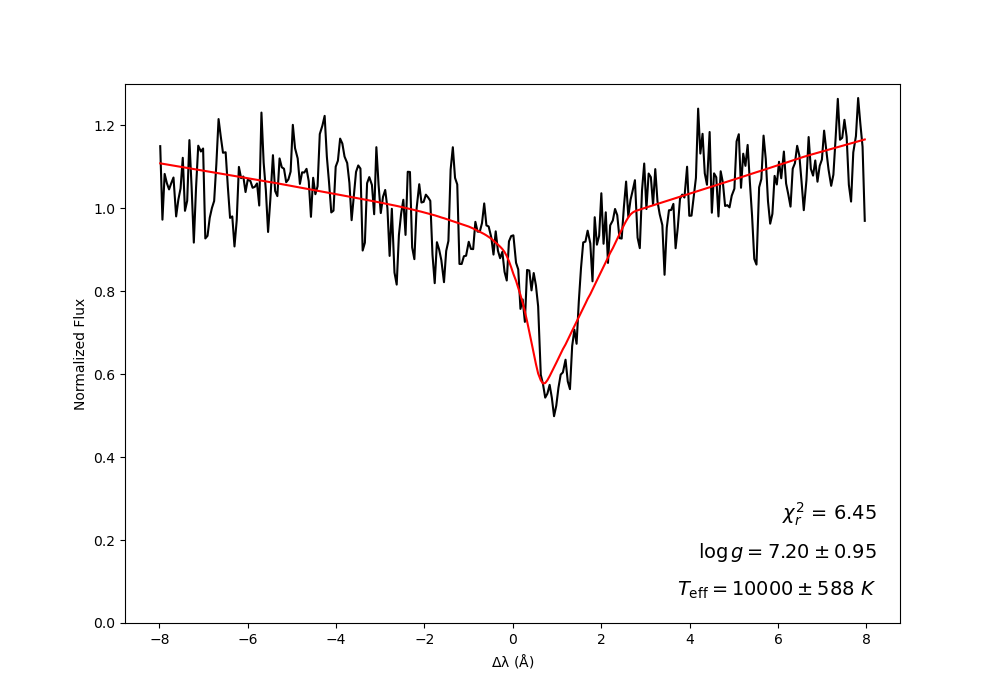 1.2
1.0
0.8
0.6
0.4
0.2
0.0
Normalized Flux
χ²ᵣ = 6.45
log g = 7.20 ± 0.95
T_eff = 10000 ± 588 K
−8 −6 −4 −2 0 2 4 6 8
Δλ (Å)